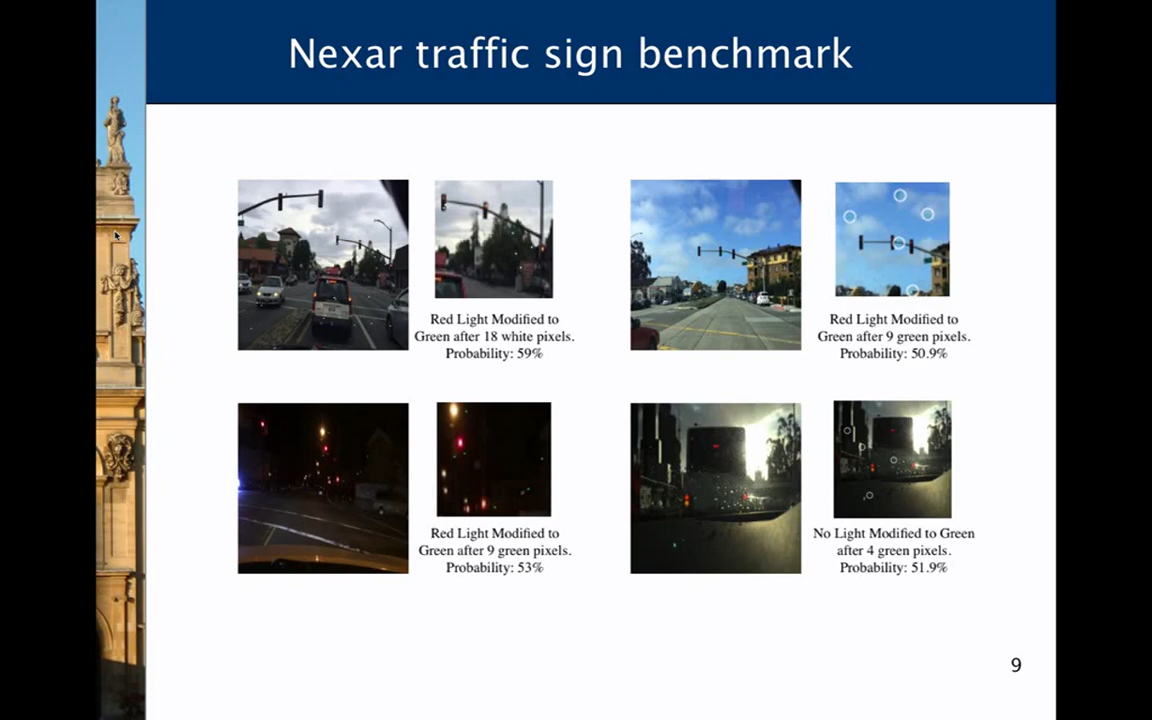 Nexar traffic sign benchmark
Red Light Modified to
Green after 18 white pixels.
Probability: 59%
Red Light Modified to
Green after 9 green pixels.
Probability: 50.9%
Red Light Modified to
Green after 9 green pixels.
Probability: 53%
No Light Modified to Green
after 4 green pixels.
Probability: 51.9%
9